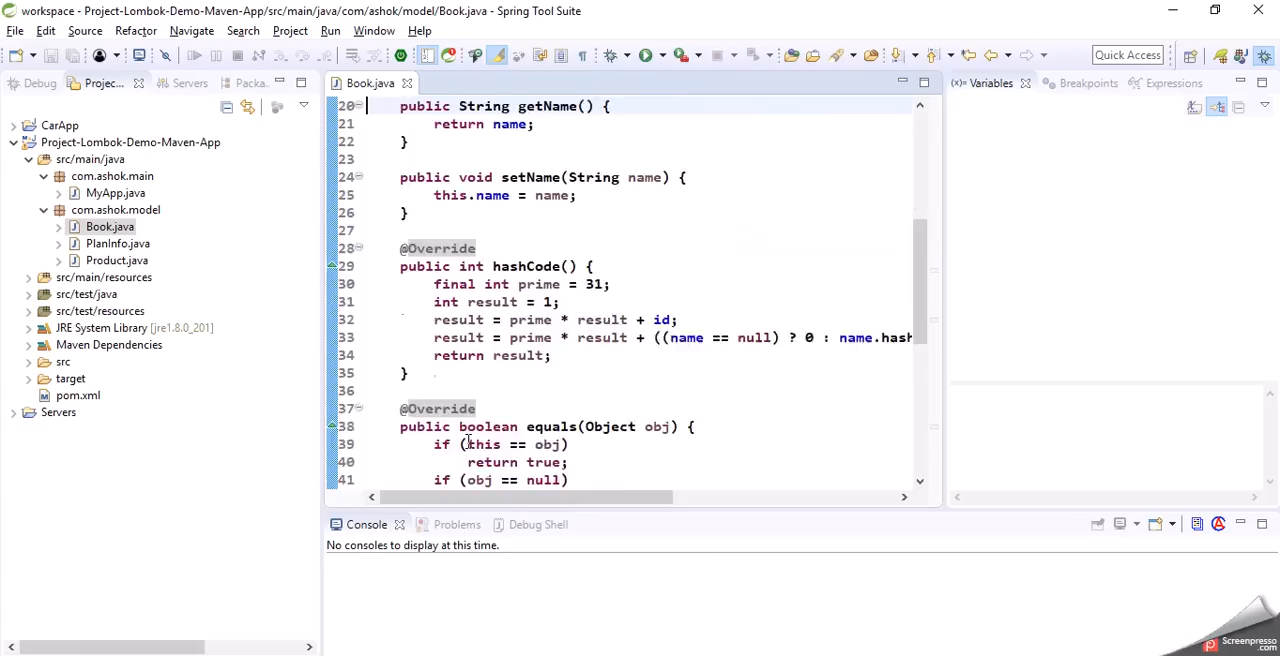 workspace - Project-Lombok-Demo-Maven-App/src/main/java/com/ashok/model/Book.java - Spring Tool Suite
File Edit Source Refactor Navigate Search Project Run Window Help
Quick Access
Debug Projec... Servers Packa...
CarApp
Project-Lombok-Demo-Maven-App
src/main/java
com.ashok.main
MyApp.java
com.ashok.model
Book.java
PlanInfo.java
Product.java
src/main/resources
src/test/java
src/test/resources
JRE System Library [jre1.8.0_201]
Maven Dependencies
src
target
pom.xml
Servers
Book.java
20 public String getName() {
21 return name;
22 }
23
24 public void setName(String name) {
25 this.name = name;
26 }
27
28 @Override
29 public int hashCode() {
30 final int prime = 31;
31 int result = 1;
32 result = prime * result + id;
33 result = prime * result + ((name == null) ? 0 : name.hash
34 return result;
35 }
36
37 @Override
38 public boolean equals(Object obj) {
39 if (this == obj)
40 return true;
41 if (obj == null)
(x)= Variables Breakpoints Expressions
Console Problems Debug Shell
No consoles to display at this time.
Screenpresso
.com